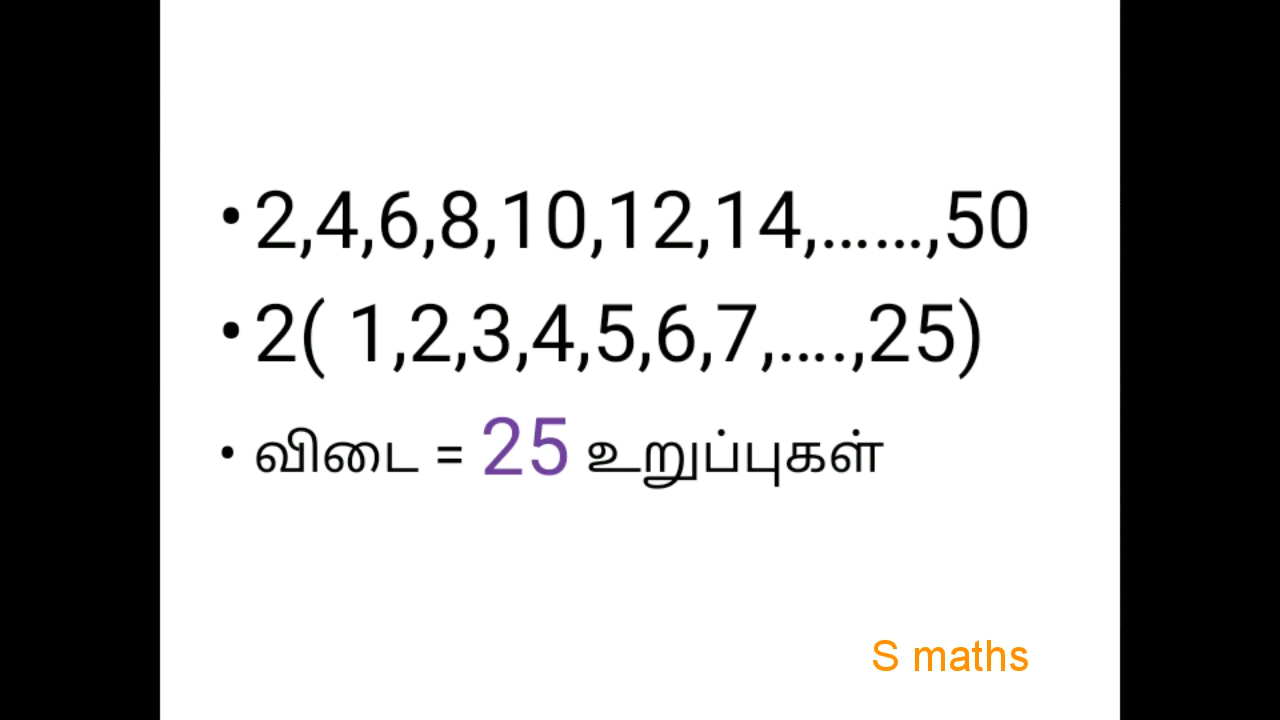 • 2,4,6,8,10,12,14,......,50
• 2( 1,2,3,4,5,6,7,....,25)
• விடை = 25 உறுப்புகள்
S maths